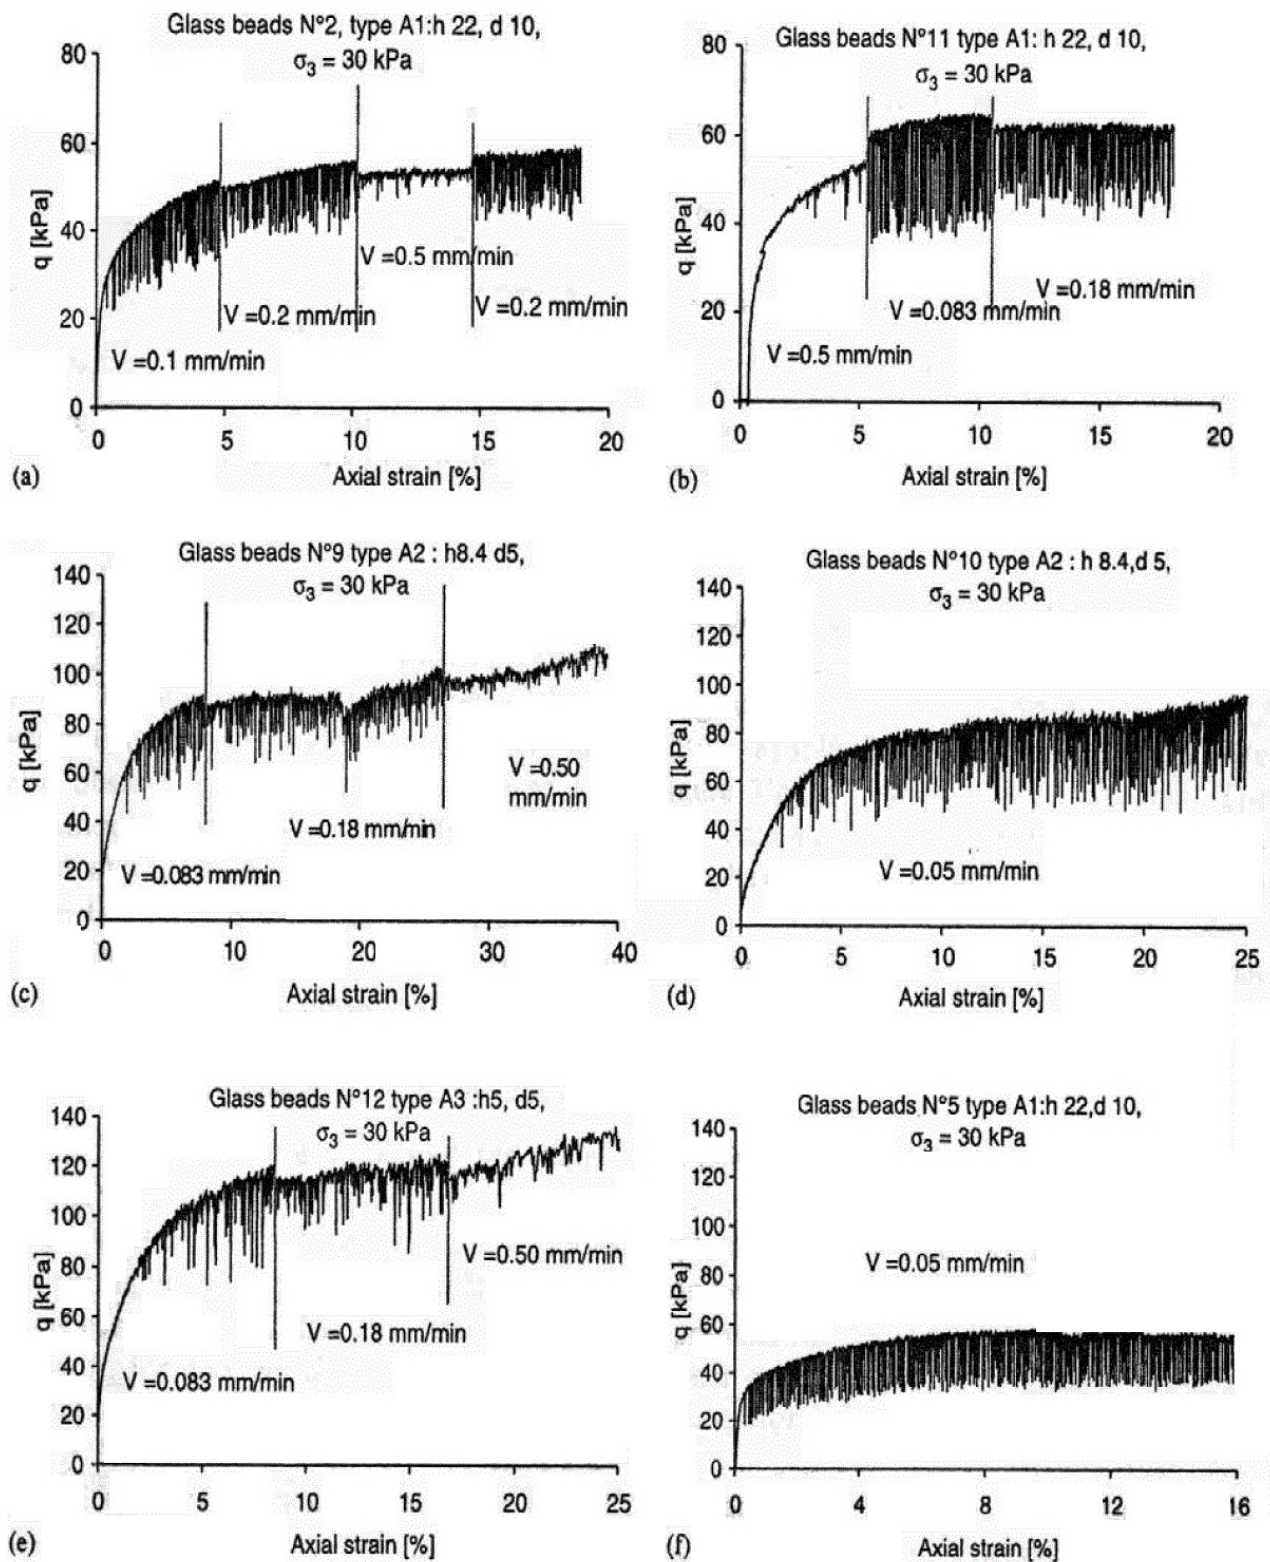 Glass beads N°2, type A1:h 22, d 10,
σ3 = 30 kPa
80
60
40
20
0
q [kPa]
V =0.1 mm/min
V =0.2 mm/min
V =0.5 mm/min
V =0.2 mm/min
0 5 10 15 20
Axial strain [%]
(a)
Glass beads N°11 type A1: h 22, d 10,
σ3 = 30 kPa
80
60
40
20
0
q [kPa]
V =0.5 mm/min
V =0.083 mm/min
V =0.18 mm/min
0 5 10 15 20
Axial strain [%]
(b)
Glass beads N°9 type A2 : h8.4 d5,
σ3 = 30 kPa
140
120
100
80
60
40
20
0
q [kPa]
V =0.083 mm/min
V =0.18 mm/min
V =0.50
mm/min
0 10 20 30 40
Axial strain [%]
(c)
Glass beads N°10 type A2 : h 8.4,d 5,
σ3 = 30 kPa
140
120
100
80
60
40
20
0
q [kPa]
V =0.05 mm/min
0 5 10 15 20 25
Axial strain [%]
(d)
Glass beads N°12 type A3 :h5, d5,
σ3 = 30 kPa
140
120
100
80
60
40
20
0
q [kPa]
V =0.083 mm/min
V =0.18 mm/min
V =0.50 mm/min
0 5 10 15 20 25
Axial strain [%]
(e)
Glass beads N°5 type A1:h 22,d 10,
σ3 = 30 kPa
140
120
100
80
60
40
20
0
q [kPa]
V =0.05 mm/min
0 4 8 12 16
Axial strain [%]
(f)